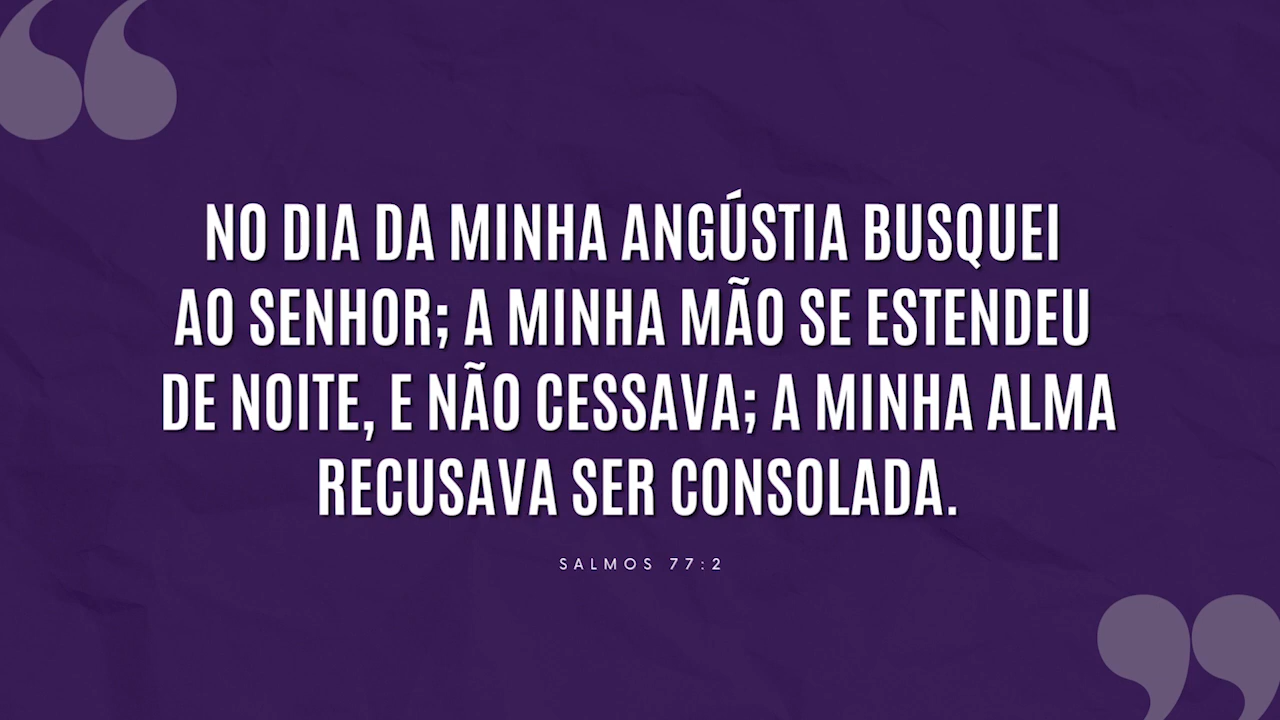 NO DIA DA MINHA ANGÚSTIA BUSQUEI
AO SENHOR; A MINHA MÃO SE ESTENDEU
DE NOITE, E NÃO CESSAVA; A MINHA ALMA
RECUSAVA SER CONSOLADA.
SALMOS 77:2